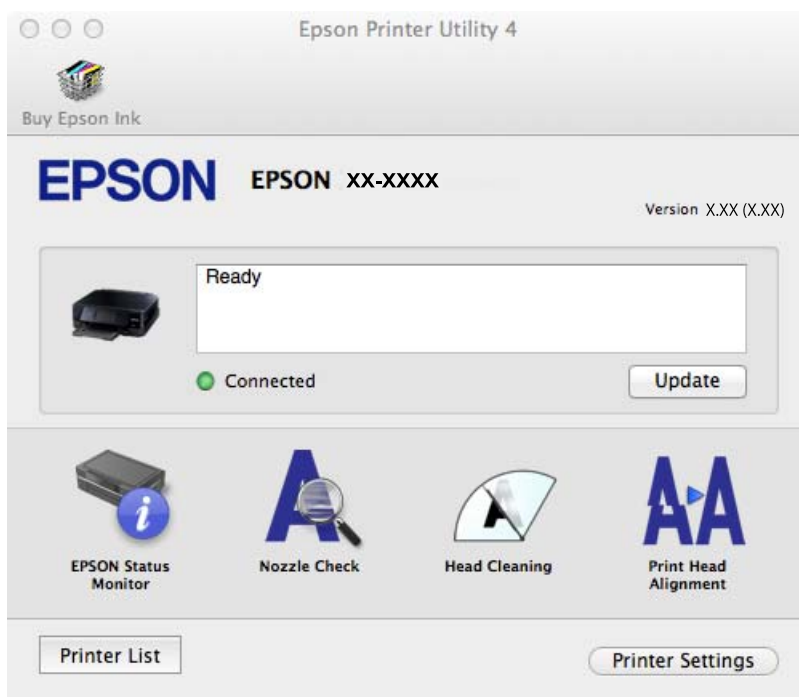 Epson Printer Utility 4
Buy Epson Ink
EPSON EPSON XX-XXXX
Version X.XX (X.XX)
Ready
Connected
Update
EPSON Status
Monitor
Nozzle Check
Head Cleaning
Print Head
Alignment
Printer List
Printer Settings